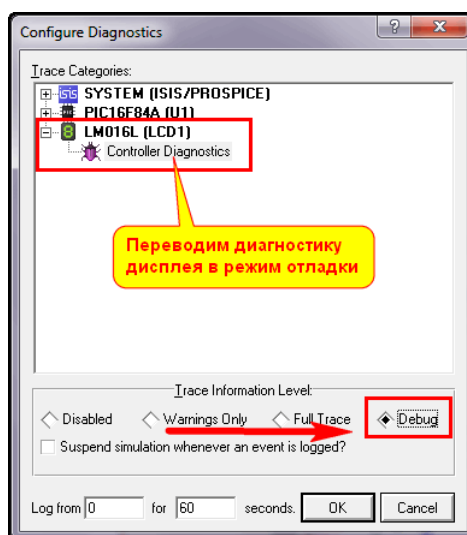 Configure Diagnostics
Trace Categories:
SYSTEM (ISIS/PROSPICE)
PIC16F84A (U1)
LM016L (LCD1)
Controller Diagnostics
Переводим диагностику
дисплея в режим отладки
Trace Information Level:
Disabled Warnings Only Full Trace Debug
Suspend simulation whenever an event is logged?
Log from 0 for 60 seconds. OK Cancel